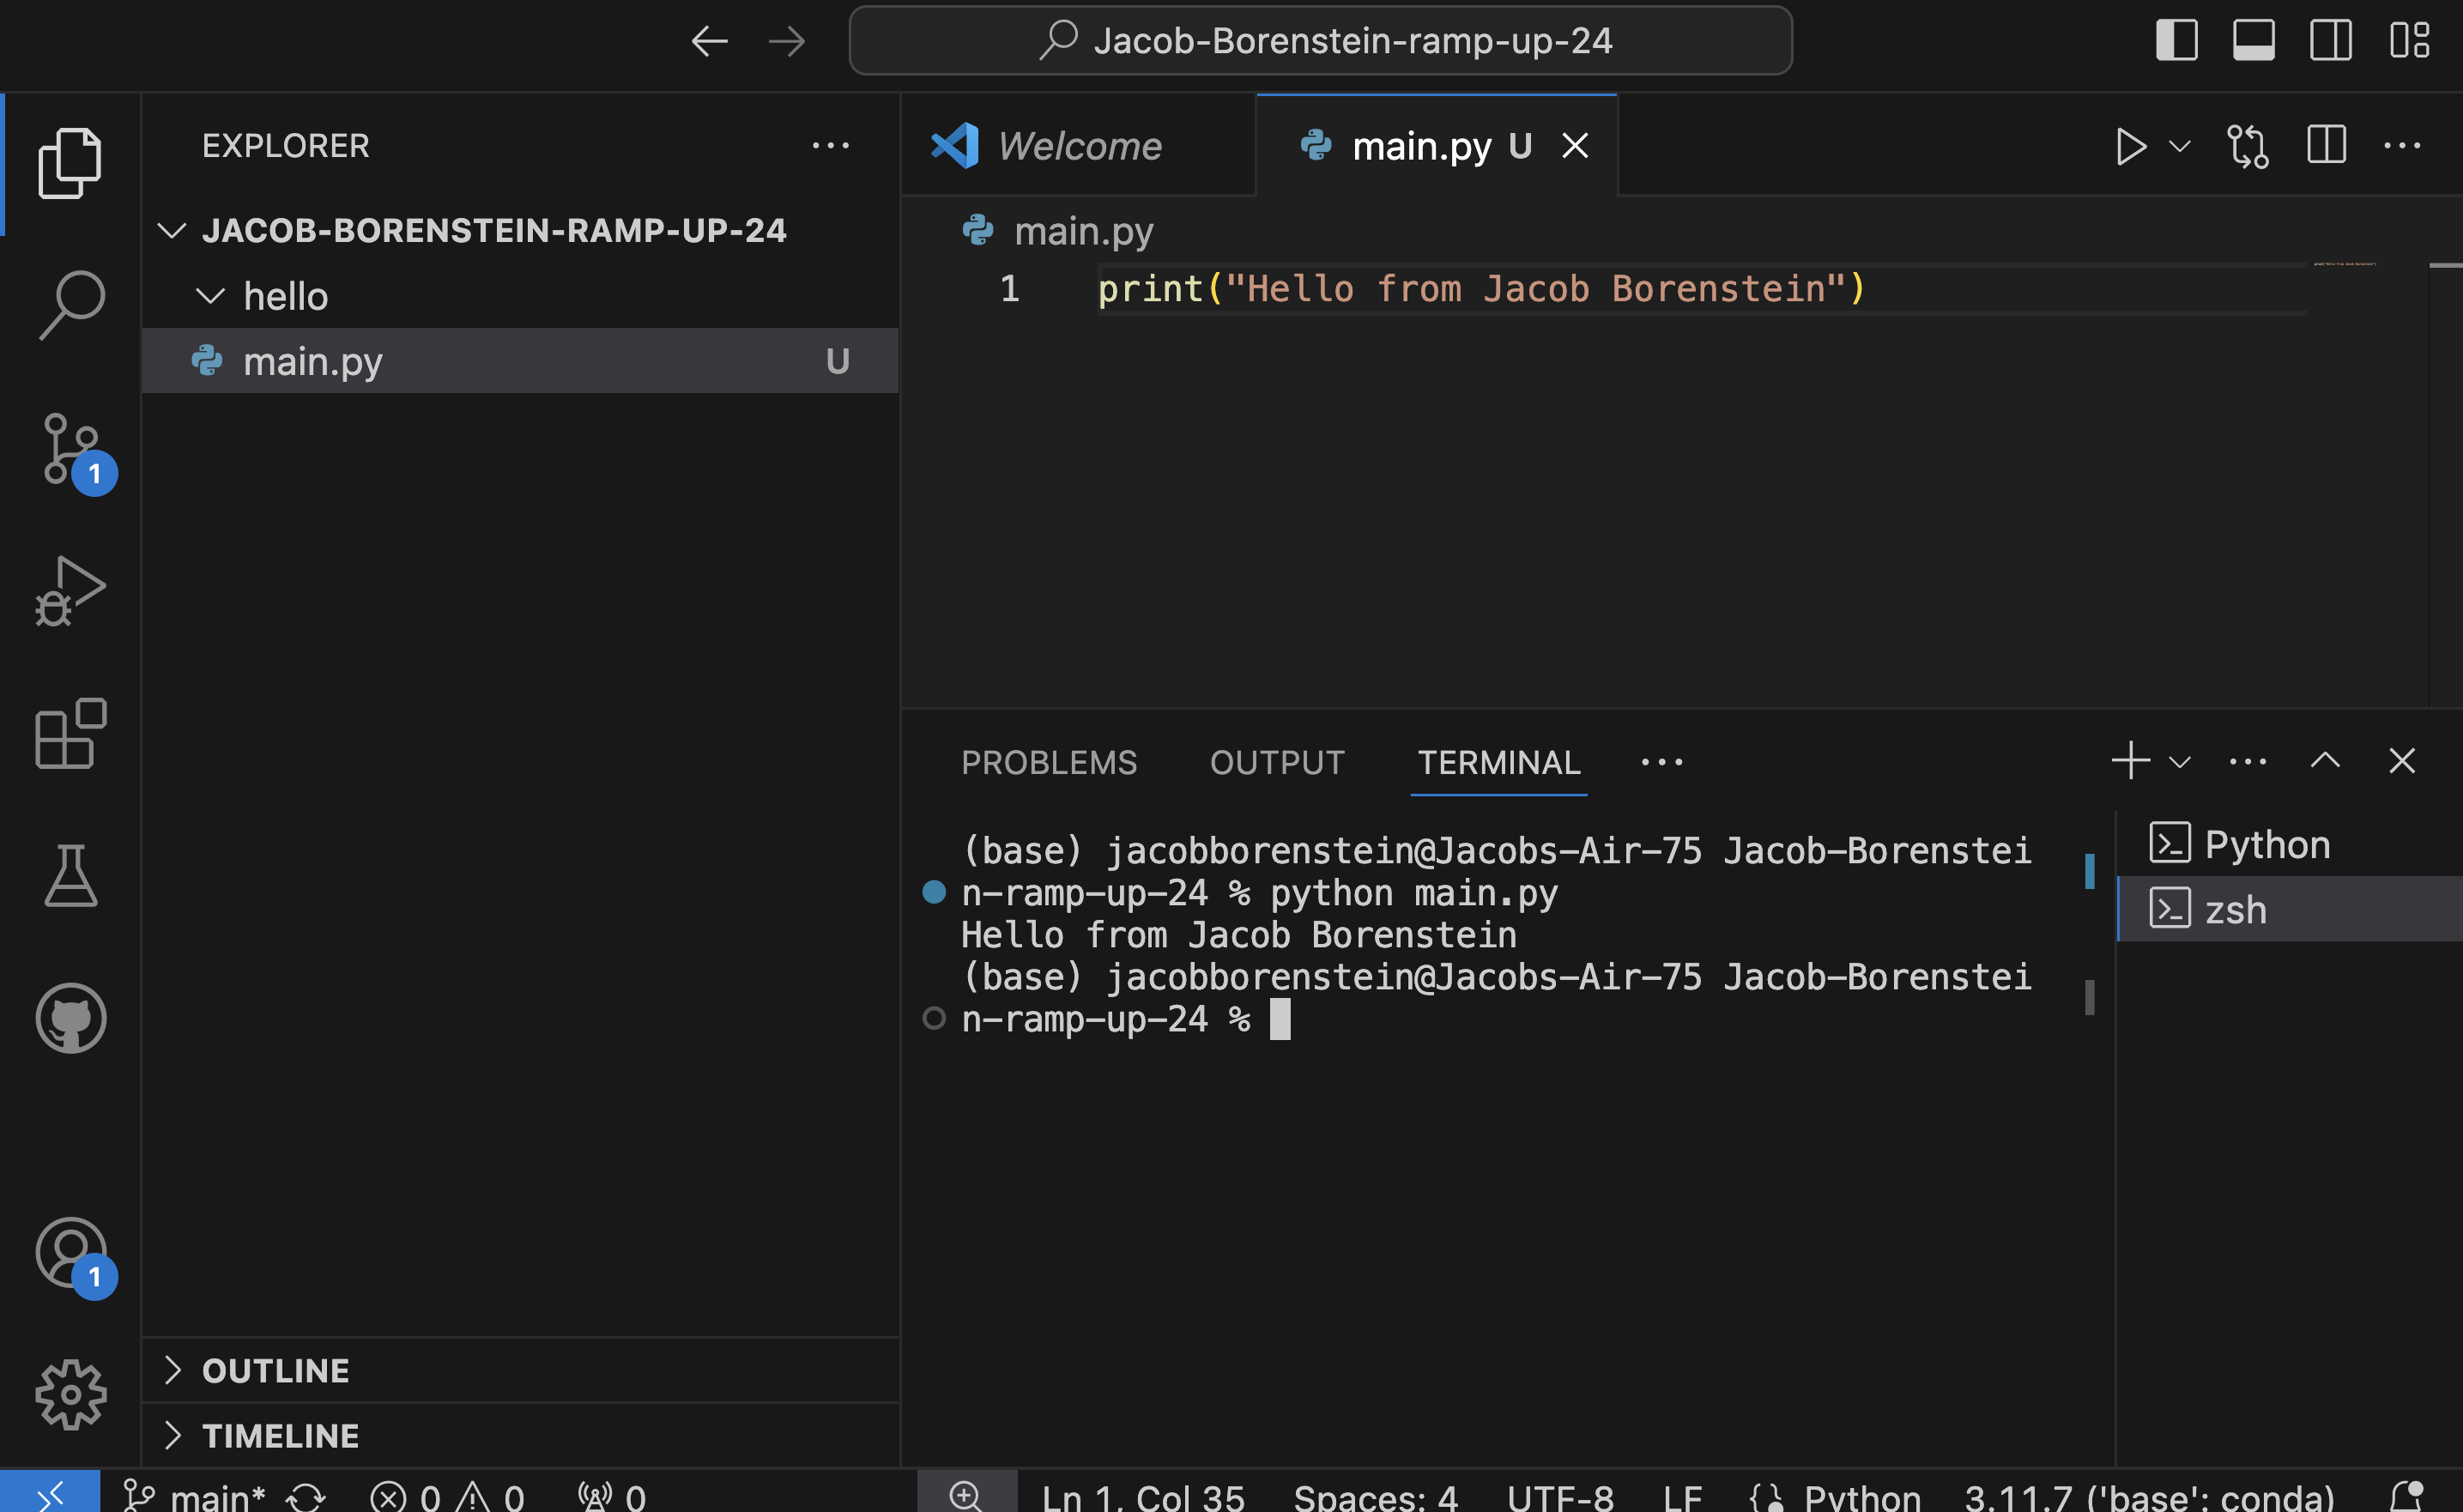 Jacob-Borenstein-ramp-up-24
EXPLORER
JACOB-BORENSTEIN-RAMP-UP-24
hello
main.py U
1
1
OUTLINE
TIMELINE
Welcome
main.py U
main.py
1 print("Hello from Jacob Borenstein")
PROBLEMS OUTPUT TERMINAL
(base) jacobborenstein@Jacobs-Air-75 Jacob-Borenstei
n-ramp-up-24 % python main.py
Hello from Jacob Borenstein
(base) jacobborenstein@Jacobs-Air-75 Jacob-Borenstei
n-ramp-up-24 %
Python
zsh
main* 0 0 0 Ln 1, Col 35 Spaces: 4 UTF-8 LF Python 3.11.7 ('base': conda)